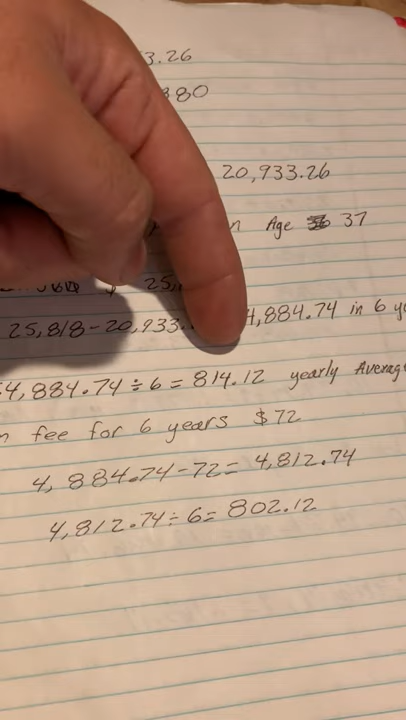 3.26
880
20,933.26
n Age 37
$ 25,
25,818-20,933. 4,884.74 in 6 y
4,884.74÷6=814.12 yearly Average
fee for 6 years $72
4,884.74-72= 4,812.74
4,812.74÷6= 802.12